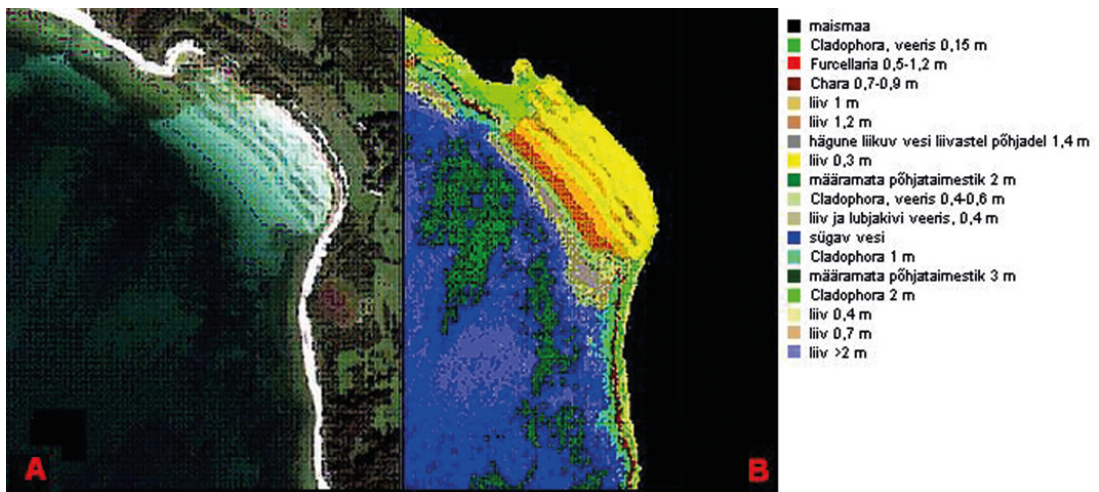 A
B
maismaa
Cladophora, veeris 0,15 m
Furcellaria 0,5-1,2 m
Chara 0,7-0,9 m
liiv 1 m
liiv 1,2 m
hägune liikuv vesi liivastel põhjadel 1,4 m
liiv 0,3 m
määramata põhjataimestik 2 m
Cladophora, veeris 0,4-0,6 m
liiv ja lubjakivi veeris, 0,4 m
sügav vesi
Cladophora 1 m
määramata põhjataimestik 3 m
Cladophora 2 m
liiv 0,4 m
liiv 0,7 m
liiv >2 m